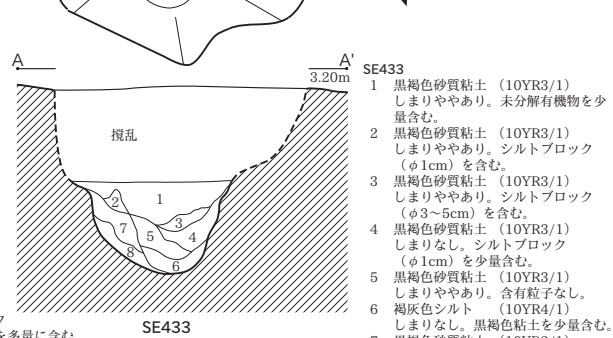 A
A'
3.20m
撹乱
1
2
3
7
5
4
8
6
SE433
を多量に含む。
SE433
1 黒褐色砂質粘土 (10YR3/1)
しまりややあり。未分解有機物を少
量含む。
2 黒褐色砂質粘土 (10YR3/1)
しまりややあり。シルトブロック
(φ1cm)を含む。
3 黒褐色砂質粘土 (10YR3/1)
しまりややあり。シルトブロック
(φ3~5cm)を含む。
4 黒褐色砂質粘土 (10YR3/1)
しまりなし。シルトブロック
(φ1cm)を少量含む。
5 黒褐色砂質粘土 (10YR3/1)
しまりややあり。含有粒子なし。
6 褐灰色シルト (10YR4/1)
しまりなし。黒褐色粘土を少量含む。